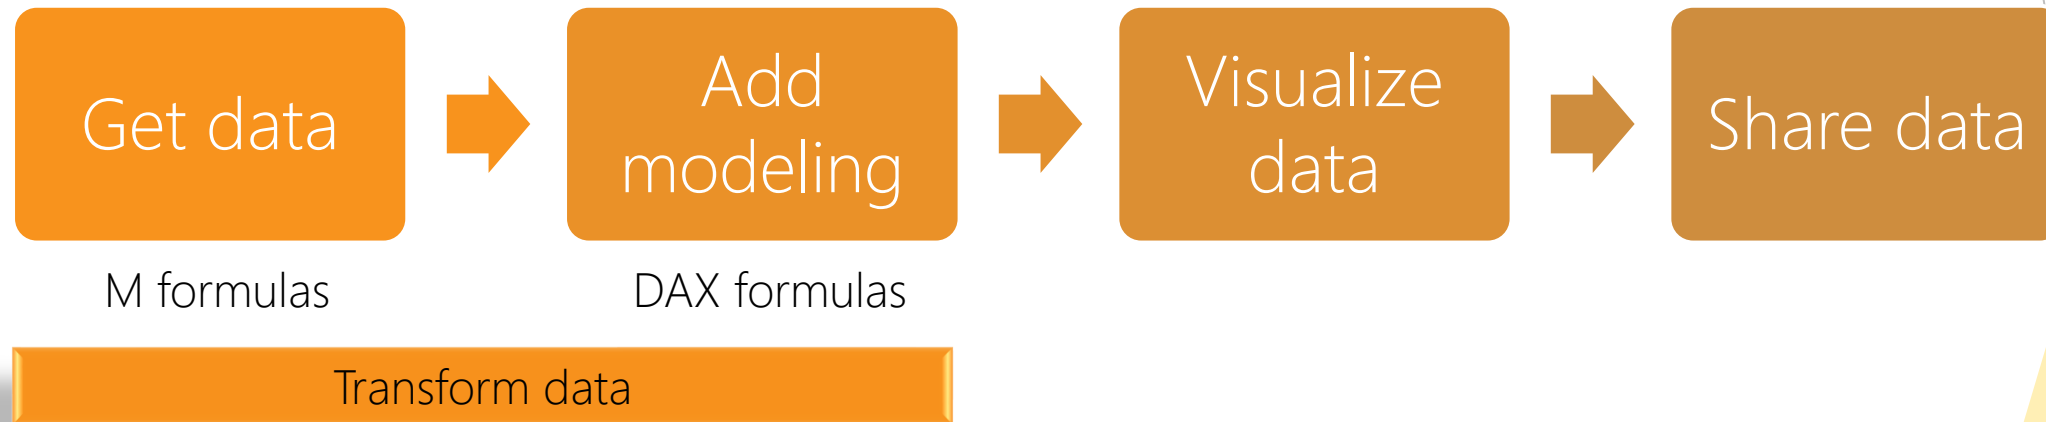 Get data
Add
modeling
Visualize
data
Share data
M formulas
DAX formulas
Transform data